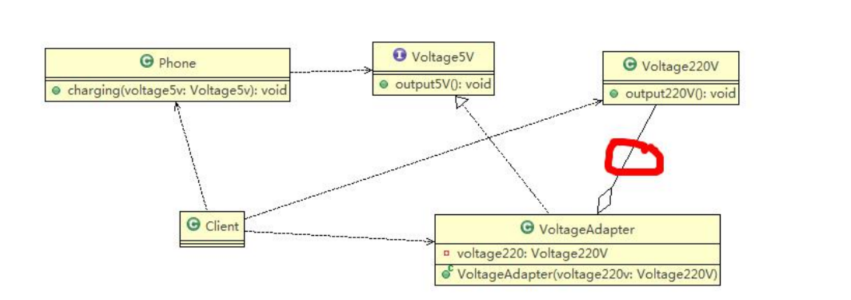 Phone
charging(voltage5v: Voltage5v): void
Voltage5V
output5V(): void
Voltage220V
output220V(): void
Client
VoltageAdapter
voltage220: Voltage220V
VoltageAdapter(voltage220v: Voltage220V)